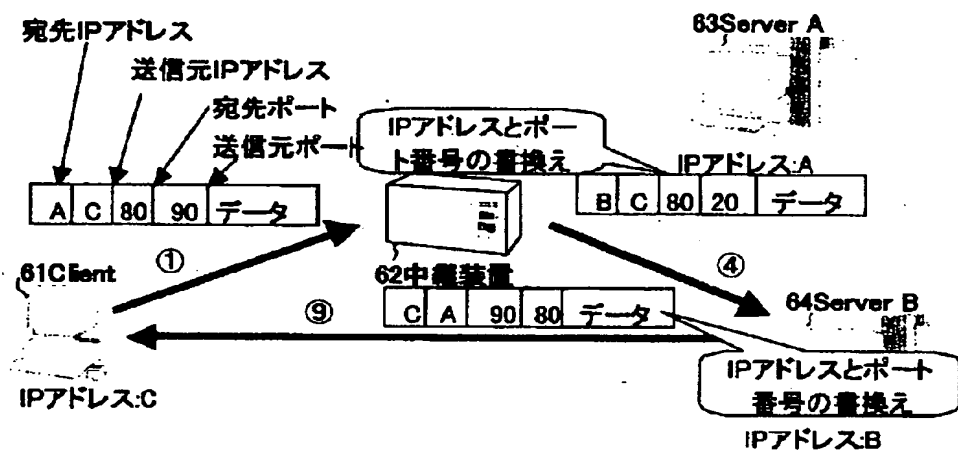 宛先IPアドレス
送信元IPアドレス
宛先ポート
送信元ポート
A C 80 90 データ
IPアドレスとポー
ト番号の書換え
63Server A
IPアドレス:A
B C 80 20 データ
①
61Client
IPアドレス:C
62中継装置
④
⑨
C A 90 80 データ
64Server B
IPアドレスとポート
番号の書換え
IPアドレス:B